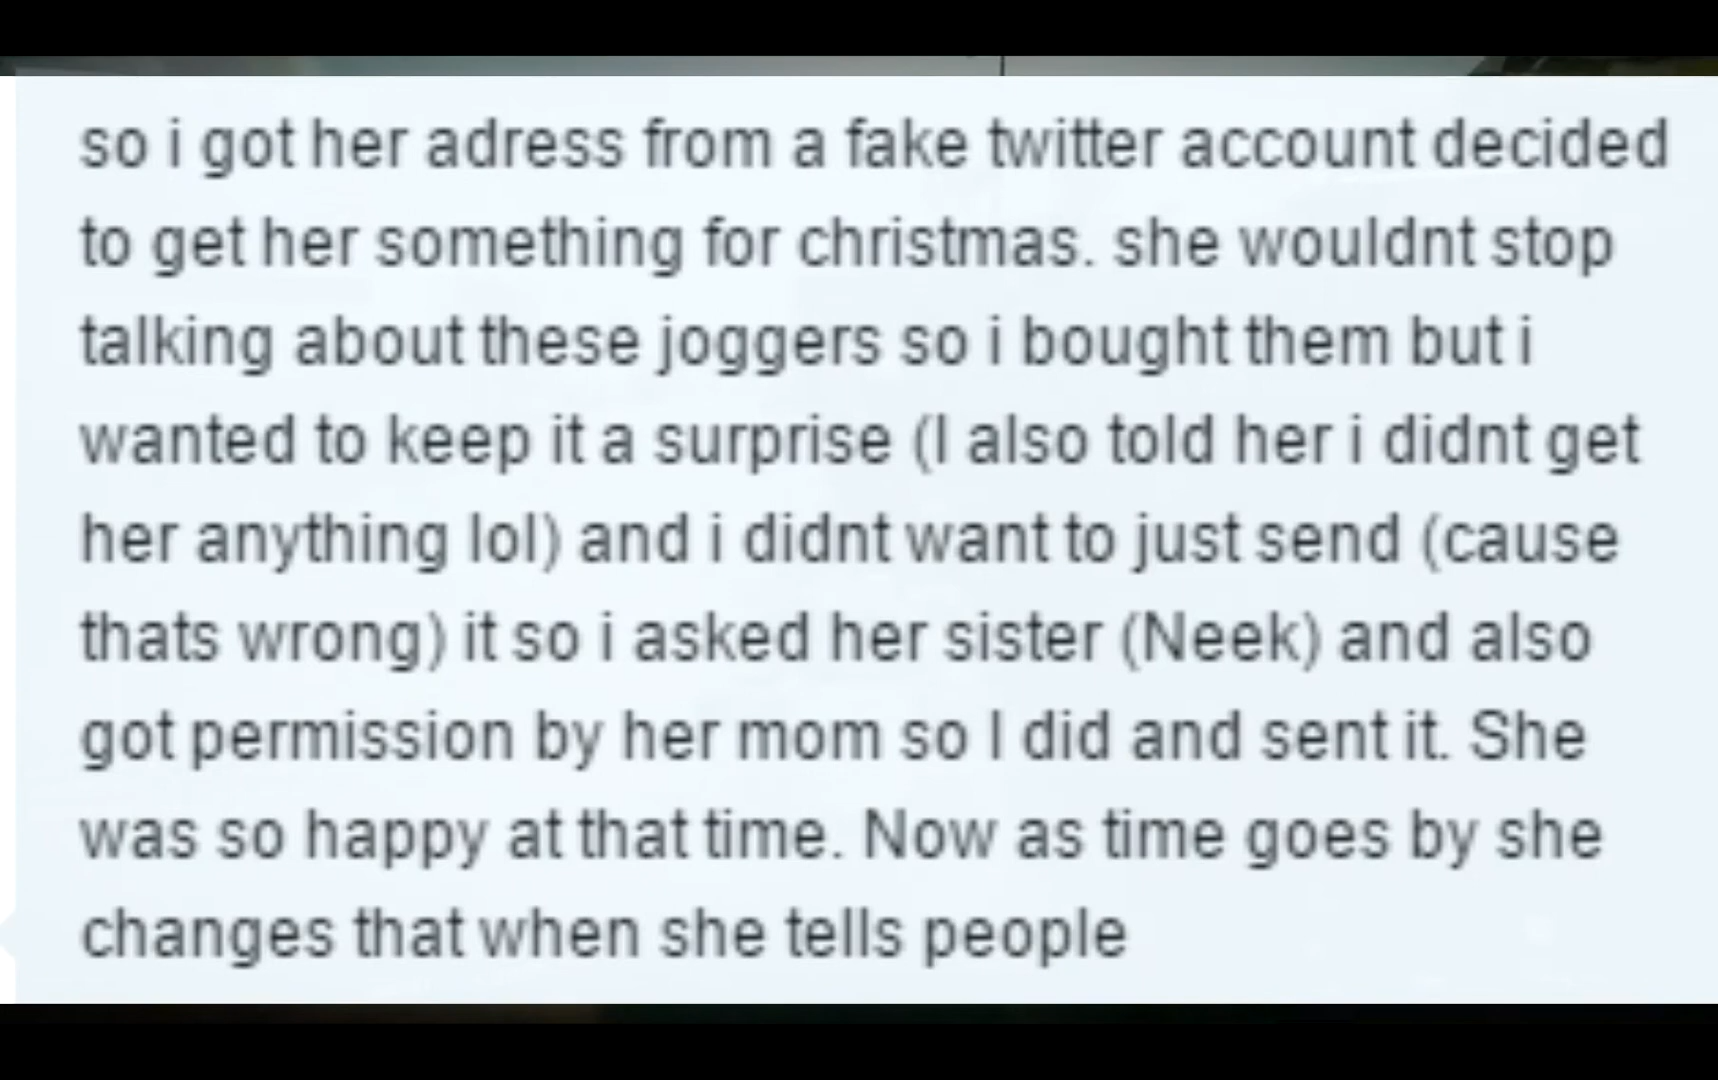 so i got her adress from a fake twitter account decided
to get her something for christmas. she wouldnt stop
talking about these joggers so i bought them but i
wanted to keep it a surprise (I also told her i didnt get
her anything lol) and i didnt want to just send (cause
thats wrong) it so i asked her sister (Neek) and also
got permission by her mom so I did and sent it. She
was so happy at that time. Now as time goes by she
changes that when she tells people